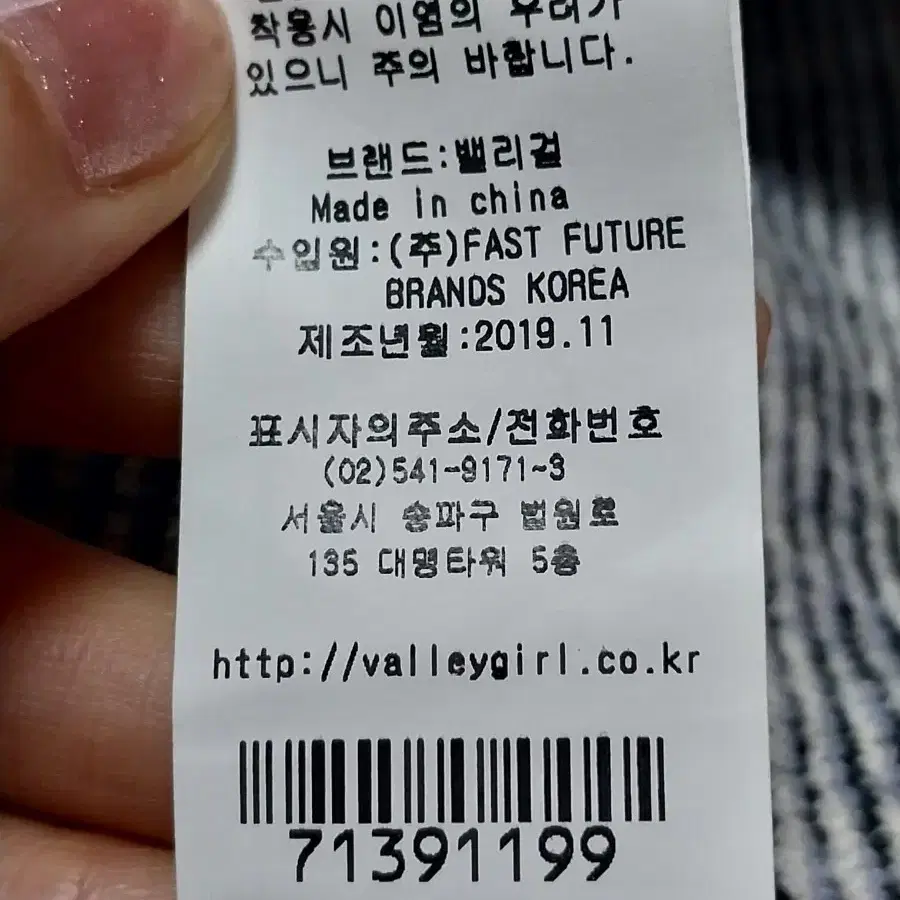 착용시 이염의 우려가
있으니 주의 바랍니다.
브랜드:밸리걸
Made in china
수입원:(주)FAST FUTURE
BRANDS KOREA
제조년월:2019.11
표시자의주소/전화번호
(02)541-9171~3
서울시 송파구 법원로
135 대명타워 5층
http://valleygirl.co.kr
71391199